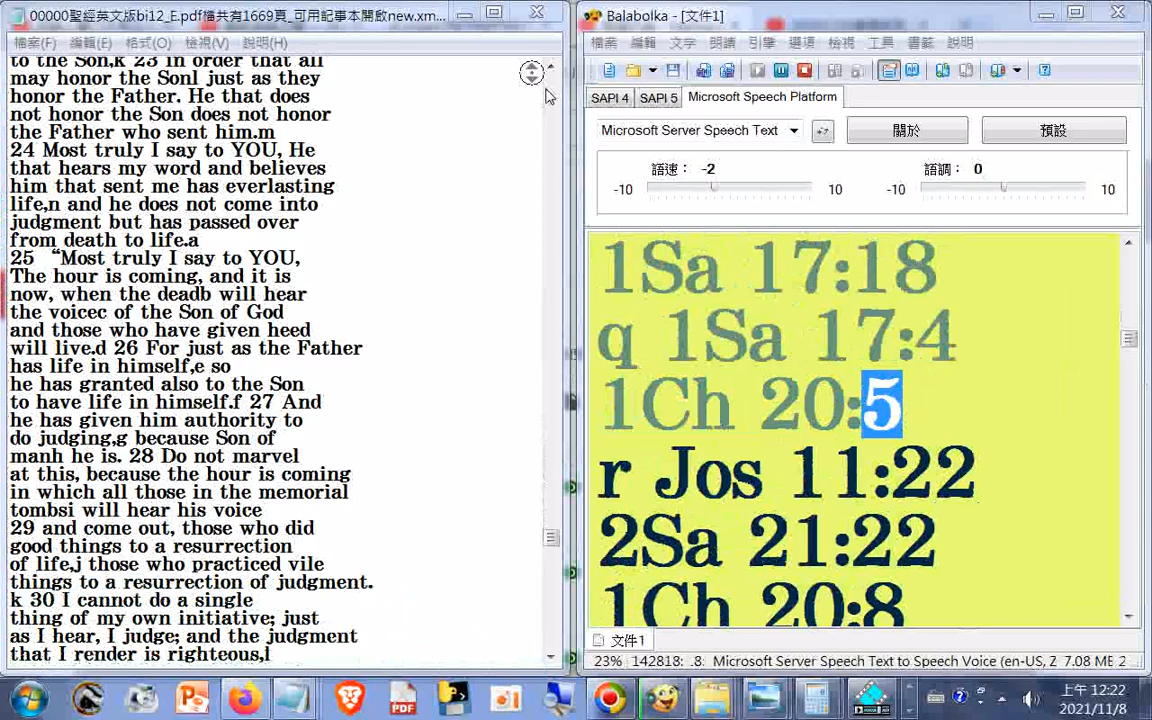 00000聖經英文版bi12_E.pdf檔共有1669頁_可用記事本開啟new.xm...
檔案(F) 編輯(E) 格式(O) 檢視(V) 說明(H)
to the Son,k 23 in order that all
may honor the Sonl just as they
honor the Father. He that does
not honor the Son does not honor
the Father who sent him.m
24 Most truly I say to YOU, He
that hears my word and believes
him that sent me has everlasting
life,n and he does not come into
judgment but has passed over
from death to life.a
25 “Most truly I say to YOU,
The hour is coming, and it is
now, when the deadb will hear
the voicec of the Son of God
and those who have given heed
will live.d 26 For just as the Father
has life in himself,e so
he has granted also to the Son
to have life in himself.f 27 And
he has given him authority to
do judging,g because Son of
manh he is. 28 Do not marvel
at this, because the hour is coming
in which all those in the memorial
tombsi will hear his voice
29 and come out, those who did
good things to a resurrection
of life,j those who practiced vile
things to a resurrection of judgment.
k 30 I cannot do a single
thing of my own initiative; just
as I hear, I judge; and the judgment
that I render is righteous,l
Balabolka - [文件1]
檔案 編輯 文字 朗讀 引擎 選項 檢視 工具 書籤 說明
SAPI 4 SAPI 5 Microsoft Speech Platform
Microsoft Server Speech Text 關於 預設
語速： -2 語調： 0
-10 10 -10 10
1Sa 17:18
q 1Sa 17:4
1Ch 20:5
r Jos 11:22
2Sa 21:22
1Ch 20:8
文件1
23% 142818: .8: Microsoft Server Speech Text to Speech Voice (en-US, Z 7.08 MB 2
上午 12:22
2021/11/8